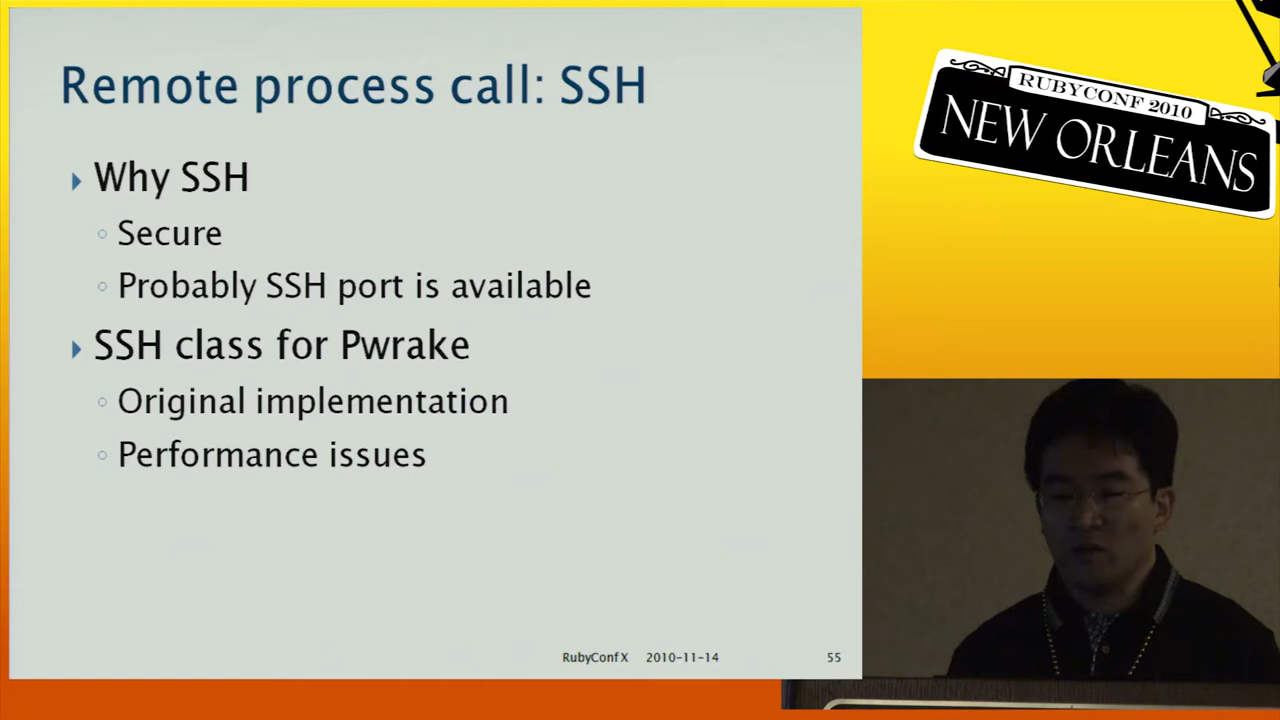 Remote process call: SSH
Why SSH
Secure
Probably SSH port is available
SSH class for Pwrake
Original implementation
Performance issues
RubyConf X 2010-11-14 55
RUBYCONF 2010
NEW ORLEANS